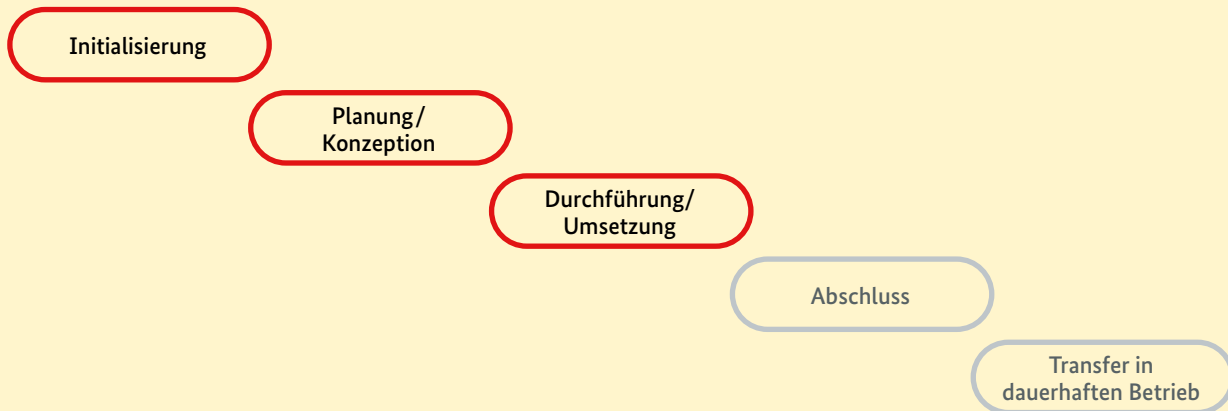 Initialisierung
Planung/
Konzeption
Durchführung/
Umsetzung
Abschluss
Transfer in
dauerhaften Betrieb